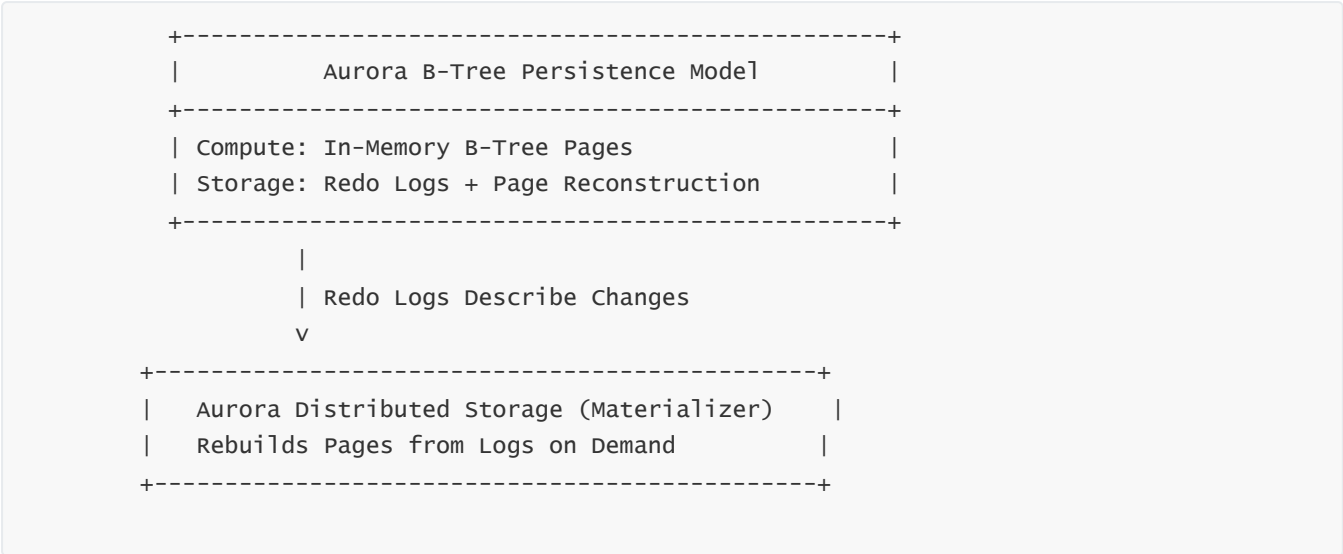 +--------------------------------------------------+
|          Aurora B-Tree Persistence Model         |
+--------------------------------------------------+
| Compute: In-Memory B-Tree Pages                  |
| Storage: Redo Logs + Page Reconstruction         |
+--------------------------------------------------+
|
| Redo Logs Describe Changes
v
+-----------------------------------------------+
|   Aurora Distributed Storage (Materializer)    |
|   Rebuilds Pages from Logs on Demand          |
+-----------------------------------------------+